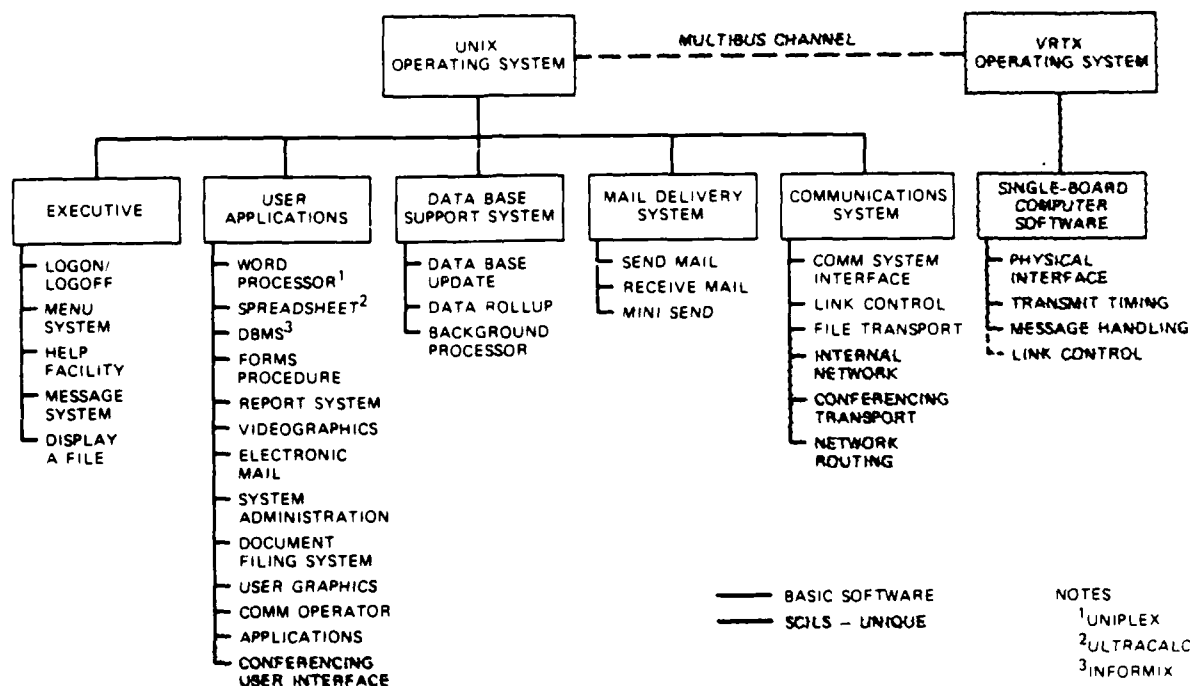 UNIX
OPERATING SYSTEM
MULTIBUS CHANNEL
VRTX
OPERATING SYSTEM
EXECUTIVE
LOGON/
LOGOFF
MENU
SYSTEM
HELP
FACILITY
MESSAGE
SYSTEM
DISPLAY
A FILE
USER
APPLICATIONS
WORD
PROCESSOR¹
SPREADSHEET²
DBMS³
FORMS
PROCEDURE
REPORT SYSTEM
VIDEOGRAPHICS
ELECTRONIC
MAIL
SYSTEM
ADMINISTRATION
DOCUMENT
FILING SYSTEM
USER GRAPHICS
COMM OPERATOR
APPLICATIONS
CONFERENCING
USER INTERFACE
DATA BASE
SUPPORT SYSTEM
DATA BASE
UPDATE
DATA ROLLUP
BACKGROUND
PROCESSOR
MAIL DELIVERY
SYSTEM
SEND MAIL
RECEIVE MAIL
MINI SEND
COMMUNICATIONS
SYSTEM
COMM SYSTEM
INTERFACE
LINK CONTROL
FILE TRANSPORT
INTERNAL
NETWORK
CONFERENCING
TRANSPORT
NETWORK
ROUTING
SINGLE-BOARD
COMPUTER
SOFTWARE
PHYSICAL
INTERFACE
TRANSMIT TIMING
MESSAGE HANDLING
LINK CONTROL
BASIC SOFTWARE
SCILS – UNIQUE
NOTES
¹UNIPLEX
²ULTRACALC
³INFORMIX